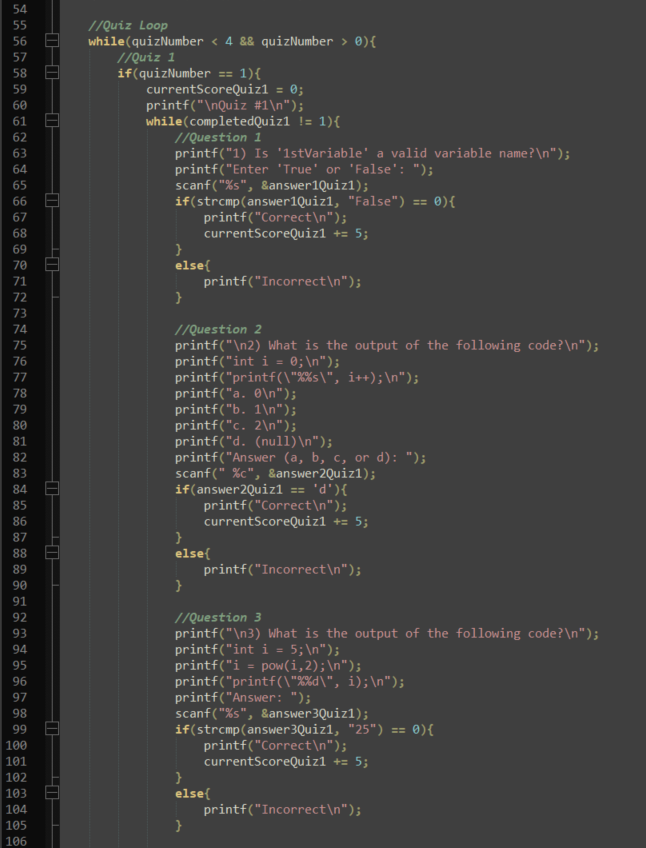 54
55 //Quiz Loop
56 while(quizNumber < 4 && quizNumber > 0){
57 //Quiz 1
58 if(quizNumber == 1){
59 currentScoreQuiz1 = 0;
60 printf("\nQuiz #1\n");
61 while(completedQuiz1 != 1){
62 //Question 1
63 printf("1) Is '1stVariable' a valid variable name?\n");
64 printf("Enter 'True' or 'False': ");
65 scanf("%s", &answer1Quiz1);
66 if(strcmp(answer1Quiz1, "False") == 0){
67 printf("Correct\n");
68 currentScoreQuiz1 += 5;
69 }
70 else{
71 printf("Incorrect\n");
72 }
73
74 //Question 2
75 printf("\n2) What is the output of the following code?\n");
76 printf("int i = 0;\n");
77 printf("printf(\"%%s\", i++);\n");
78 printf("a. 0\n");
79 printf("b. 1\n");
80 printf("c. 2\n");
81 printf("d. (null)\n");
82 printf("Answer (a, b, c, or d): ");
83 scanf(" %c", &answer2Quiz1);
84 if(answer2Quiz1 == 'd'){
85 printf("Correct\n");
86 currentScoreQuiz1 += 5;
87 }
88 else{
89 printf("Incorrect\n");
90 }
91
92 //Question 3
93 printf("\n3) What is the output of the following code?\n");
94 printf("int i = 5;\n");
95 printf("i = pow(i,2);\n");
96 printf("printf(\"%%d\", i);\n");
97 printf("Answer: ");
98 scanf("%s", &answer3Quiz1);
99 if(strcmp(answer3Quiz1, "25") == 0){
100 printf("Correct\n");
101 currentScoreQuiz1 += 5;
102 }
103 else{
104 printf("Incorrect\n");
105 }
106